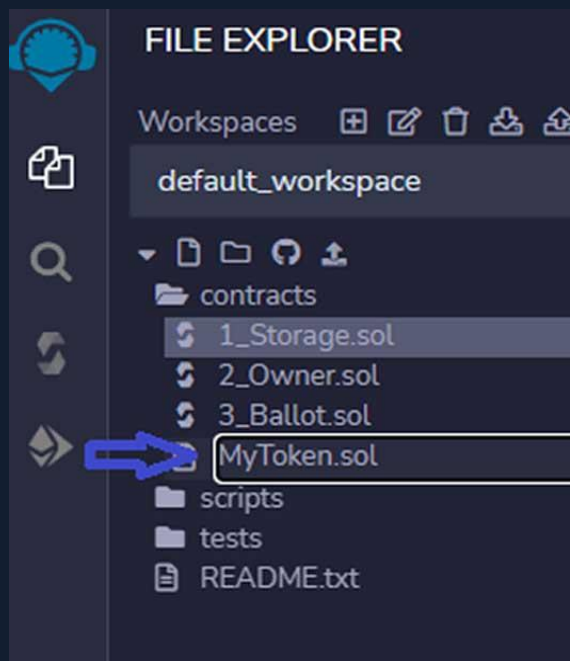 FILE EXPLORER
Workspaces
default_workspace
contracts
1_Storage.sol
2_Owner.sol
3_Ballot.sol
MyToken.sol
scripts
tests
README.txt